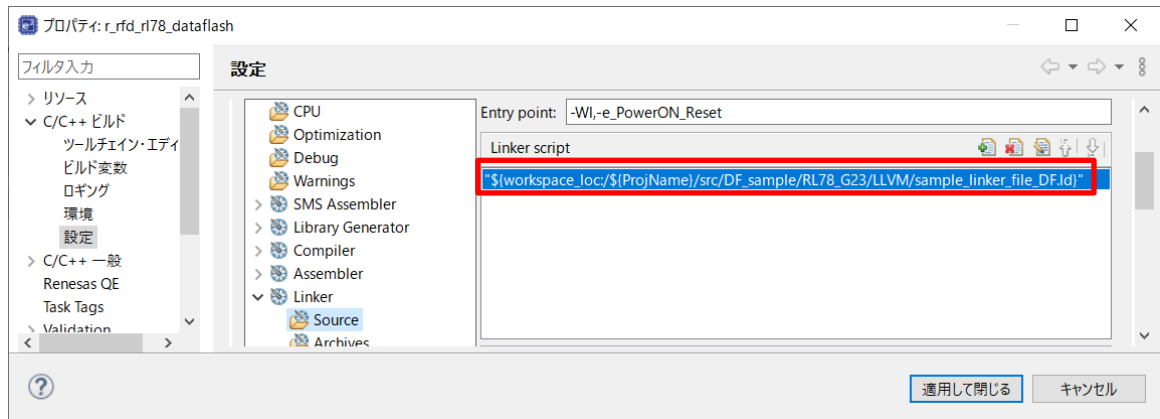 プロパティ: r_rfd_rl78_dataflash
フィルタ入力
設定
リソース
C/C++ ビルド
ツールチェイン・エディ
ビルド変数
ロギング
環境
設定
C/C++ 一般
Renesas QE
Task Tags
Validation
CPU
Optimization
Debug
Warnings
SMS Assembler
Library Generator
Compiler
Assembler
Linker
Source
Archives
Entry point: -Wl,-e_PowerON_Reset
Linker script
"${workspace_loc:/${ProjName}/src/DF_sample/RL78_G23/LLVM/sample_linker_file_DF.ld}"
適用して閉じる
キャンセル